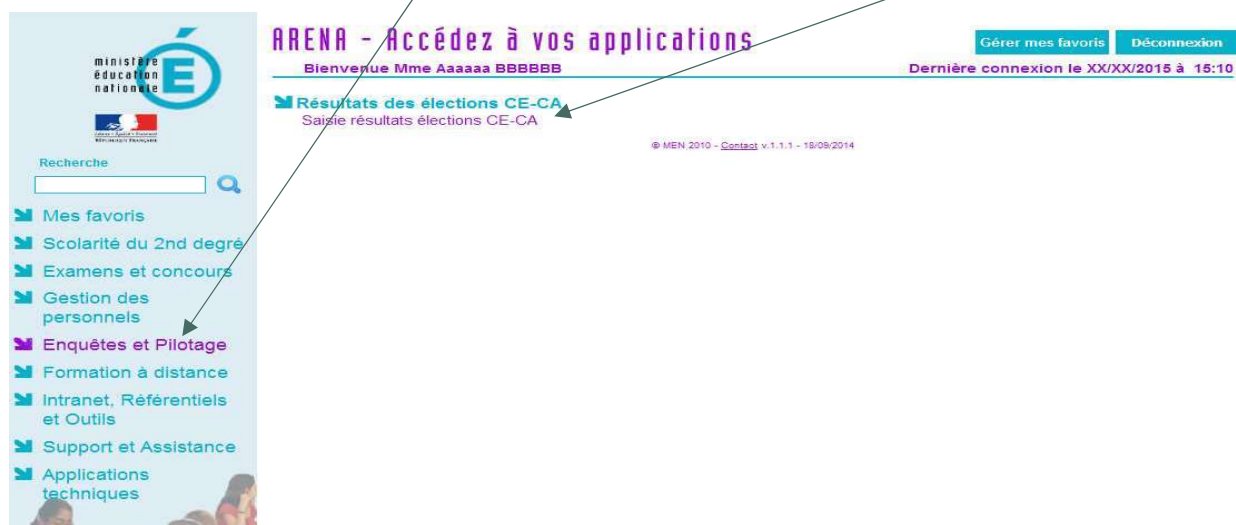 ministère
éducation
nationale
É
RÉPUBLIQUE FRANÇAISE
Recherche
Mes favoris
Scolarité du 2nd degré
Examens et concours
Gestion des
personnels
Enquêtes et Pilotage
Formation à distance
Intranet, Référentiels
et Outils
Support et Assistance
Applications
techniques
ARENA - Accédez à vos applications
Gérer mes favoris
Déconnexion
Bienvenue Mme Aaaaaa BBBBBB
Dernière connexion le XX/XX/2015 à 15:10
Résultats des élections CE-CA
Saisie résultats élections CE-CA
© MEN 2010 - Contact v.1.1.1 - 18/09/2014